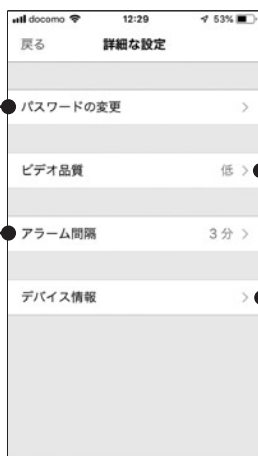 docomo 12:29 53%
戻る 詳細な設定
パスワードの変更
ビデオ品質 低
アラーム間隔 3分
デバイス情報